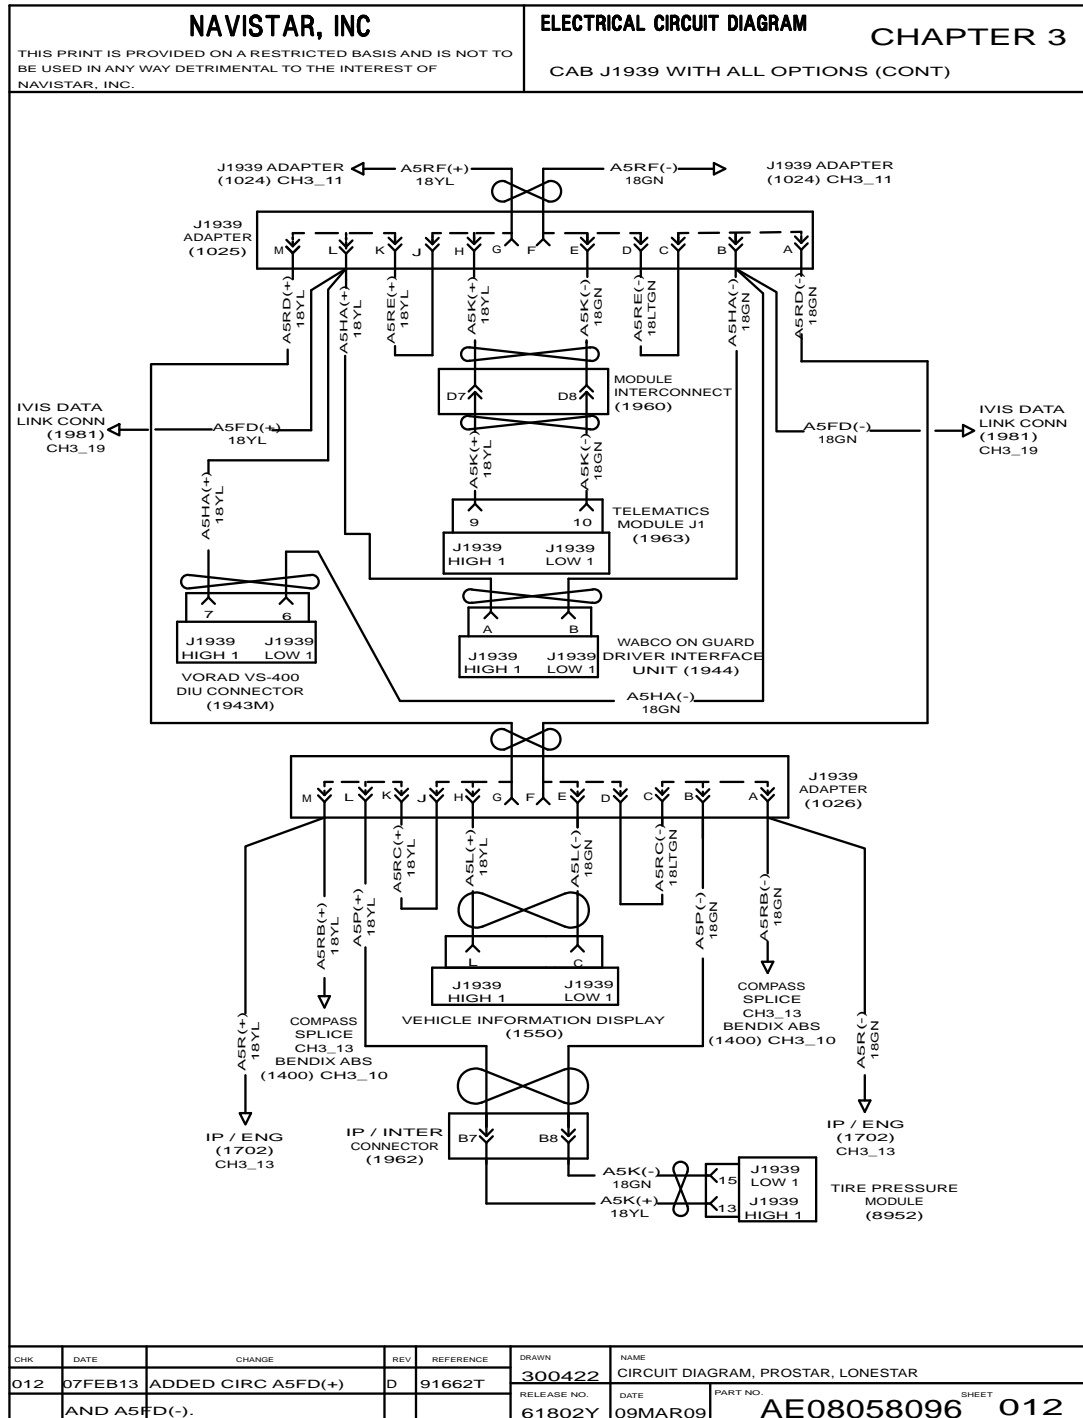 NAVISTAR, INC
THIS PRINT IS PROVIDED ON A RESTRICTED BASIS AND IS NOT TO
BE USED IN ANY WAY DETRIMENTAL TO THE INTEREST OF
NAVISTAR, INC.
ELECTRICAL CIRCUIT DIAGRAM
CHAPTER 3
CAB J1939 WITH ALL OPTIONS (CONT)
J1939 ADAPTER
(1024) CH3_11
A5RF(+)
18YL
A5RF(-)
18GN
J1939 ADAPTER
(1024) CH3_11
J1939
ADAPTER
(1025)
M L K J H G F E D C B A
A5RD(+)
18YL
A5HA(+)
18YL
A5RE(+)
18YL
A5K(+)
18YL
A5K(-)
18GN
A5RE(-)
18LTGN
A5HA(-)
18GN
A5RD(-)
18GN
MODULE
INTERCONNECT
(1960)
D7 D8
IVIS DATA
LINK CONN
(1981)
CH3_19
A5FD(+)
18YL
A5FD(-)
18GN
IVIS DATA
LINK CONN
(1981)
CH3_19
A5HA(+)
18YL
A5K(+)
18YL
A5K(-)
18GN
9 10
TELEMATICS
MODULE J1
(1963)
J1939
HIGH 1
J1939
LOW 1
7 6
J1939
HIGH 1
J1939
LOW 1
VORAD VS-400
DIU CONNECTOR
(1943M)
A B
J1939
HIGH 1
J1939
LOW 1
WABCO ON GUARD
DRIVER INTERFACE
UNIT (1944)
A5HA(-)
18GN
J1939
ADAPTER
(1026)
M L K J H G F E D C B A
A5RC(+)
18YL
A5L(+)
18YL
A5L(-)
18GN
A5RC(-)
18LTGN
A5RB(+)
18YL
A5P(+)
18YL
A5P(-)
18GN
A5RB(-)
18GN
L C
J1939
HIGH 1
J1939
LOW 1
VEHICLE INFORMATION DISPLAY
(1550)
COMPASS
SPLICE
CH3_13
BENDIX ABS
(1400) CH3_10
COMPASS
SPLICE
CH3_13
BENDIX ABS
(1400) CH3_10
A5R(+)
18YL
A5R(-)
18GN
IP / ENG
(1702)
CH3_13
IP / INTER
CONNECTOR
(1962)
B7 B8
IP / ENG
(1702)
CH3_13
A5K(-)
18GN
A5K(+)
18YL
15
J1939
LOW 1
13
J1939
HIGH 1
TIRE PRESSURE
MODULE
(8952)
CHK DATE CHANGE REV REFERENCE
012 07FEB13 ADDED CIRC A5FD(+) D 91662T
AND A5FD(-).
DRAWN
300422
NAME
CIRCUIT DIAGRAM, PROSTAR, LONESTAR
RELEASE NO.
61802Y
DATE
09MAR09
PART NO.
AE08058096
SHEET
012